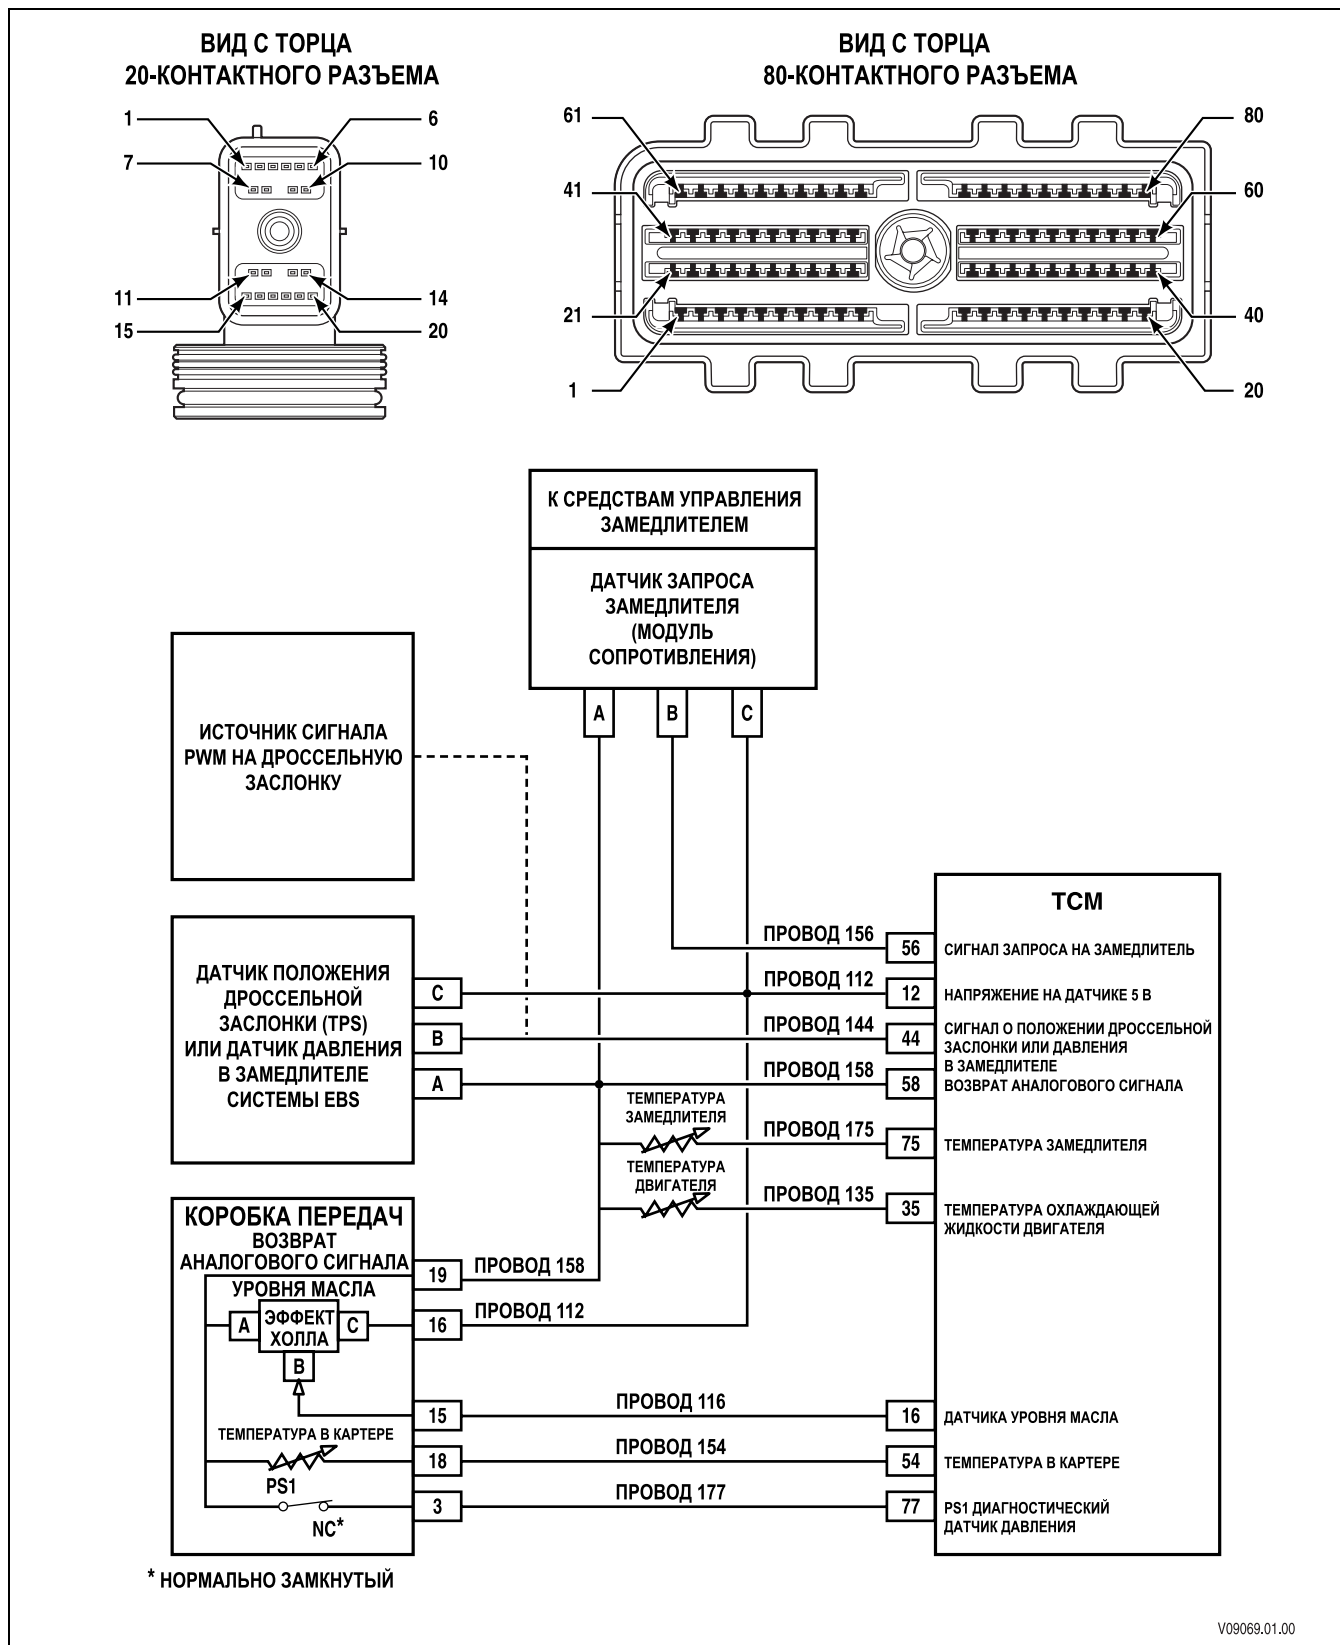 ВИД С ТОРЦА
20-КОНТАКТНОГО РАЗЪЕМА
1
6
7
10
11
14
15
20
ВИД С ТОРЦА
80-КОНТАКТНОГО РАЗЪЕМА
61
80
41
60
21
40
1
20
К СРЕДСТВАМ УПРАВЛЕНИЯ
ЗАМЕДЛИТЕЛЕМ
ДАТЧИК ЗАПРОСА
ЗАМЕДЛИТЕЛЯ
(МОДУЛЬ
СОПРОТИВЛЕНИЯ)
A
B
C
ИСТОЧНИК СИГНАЛА
PWM НА ДРОССЕЛЬНУЮ
ЗАСЛОНКУ
ДАТЧИК ПОЛОЖЕНИЯ
ДРОССЕЛЬНОЙ
ЗАСЛОНКИ (TPS)
ИЛИ ДАТЧИК ДАВЛЕНИЯ
В ЗАМЕДЛИТЕЛЕ
СИСТЕМЫ EBS
C
B
A
TCM
ПРОВОД 156
56
СИГНАЛ ЗАПРОСА НА ЗАМЕДЛИТЕЛЬ
ПРОВОД 112
12
НАПРЯЖЕНИЕ НА ДАТЧИКЕ 5 В
ПРОВОД 144
44
СИГНАЛ О ПОЛОЖЕНИИ ДРОССЕЛЬНОЙ
ЗАСЛОНКИ ИЛИ ДАВЛЕНИЯ
В ЗАМЕДЛИТЕЛЕ
ПРОВОД 158
58
ВОЗВРАТ АНАЛОГОВОГО СИГНАЛА
ТЕМПЕРАТУРА
ЗАМЕДЛИТЕЛЯ
ПРОВОД 175
75
ТЕМПЕРАТУРА ЗАМЕДЛИТЕЛЯ
ТЕМПЕРАТУРА
ДВИГАТЕЛЯ
ПРОВОД 135
35
ТЕМПЕРАТУРА ОХЛАЖДАЮЩЕЙ
ЖИДКОСТИ ДВИГАТЕЛЯ
КОРОБКА ПЕРЕДАЧ
ВОЗВРАТ
АНАЛОГОВОГО СИГНАЛА
19
ПРОВОД 158
УРОВНЯ МАСЛА
A
ЭФФЕКТ
ХОЛЛА
C
16
ПРОВОД 112
B
15
ПРОВОД 116
16
ДАТЧИКА УРОВНЯ МАСЛА
ТЕМПЕРАТУРА В КАРТЕРЕ
18
ПРОВОД 154
54
ТЕМПЕРАТУРА В КАРТЕРЕ
PS1
3
ПРОВОД 177
77
PS1 ДИАГНОСТИЧЕСКИЙ
ДАТЧИК ДАВЛЕНИЯ
NC*
* НОРМАЛЬНО ЗАМКНУТЫЙ
V09069.01.00